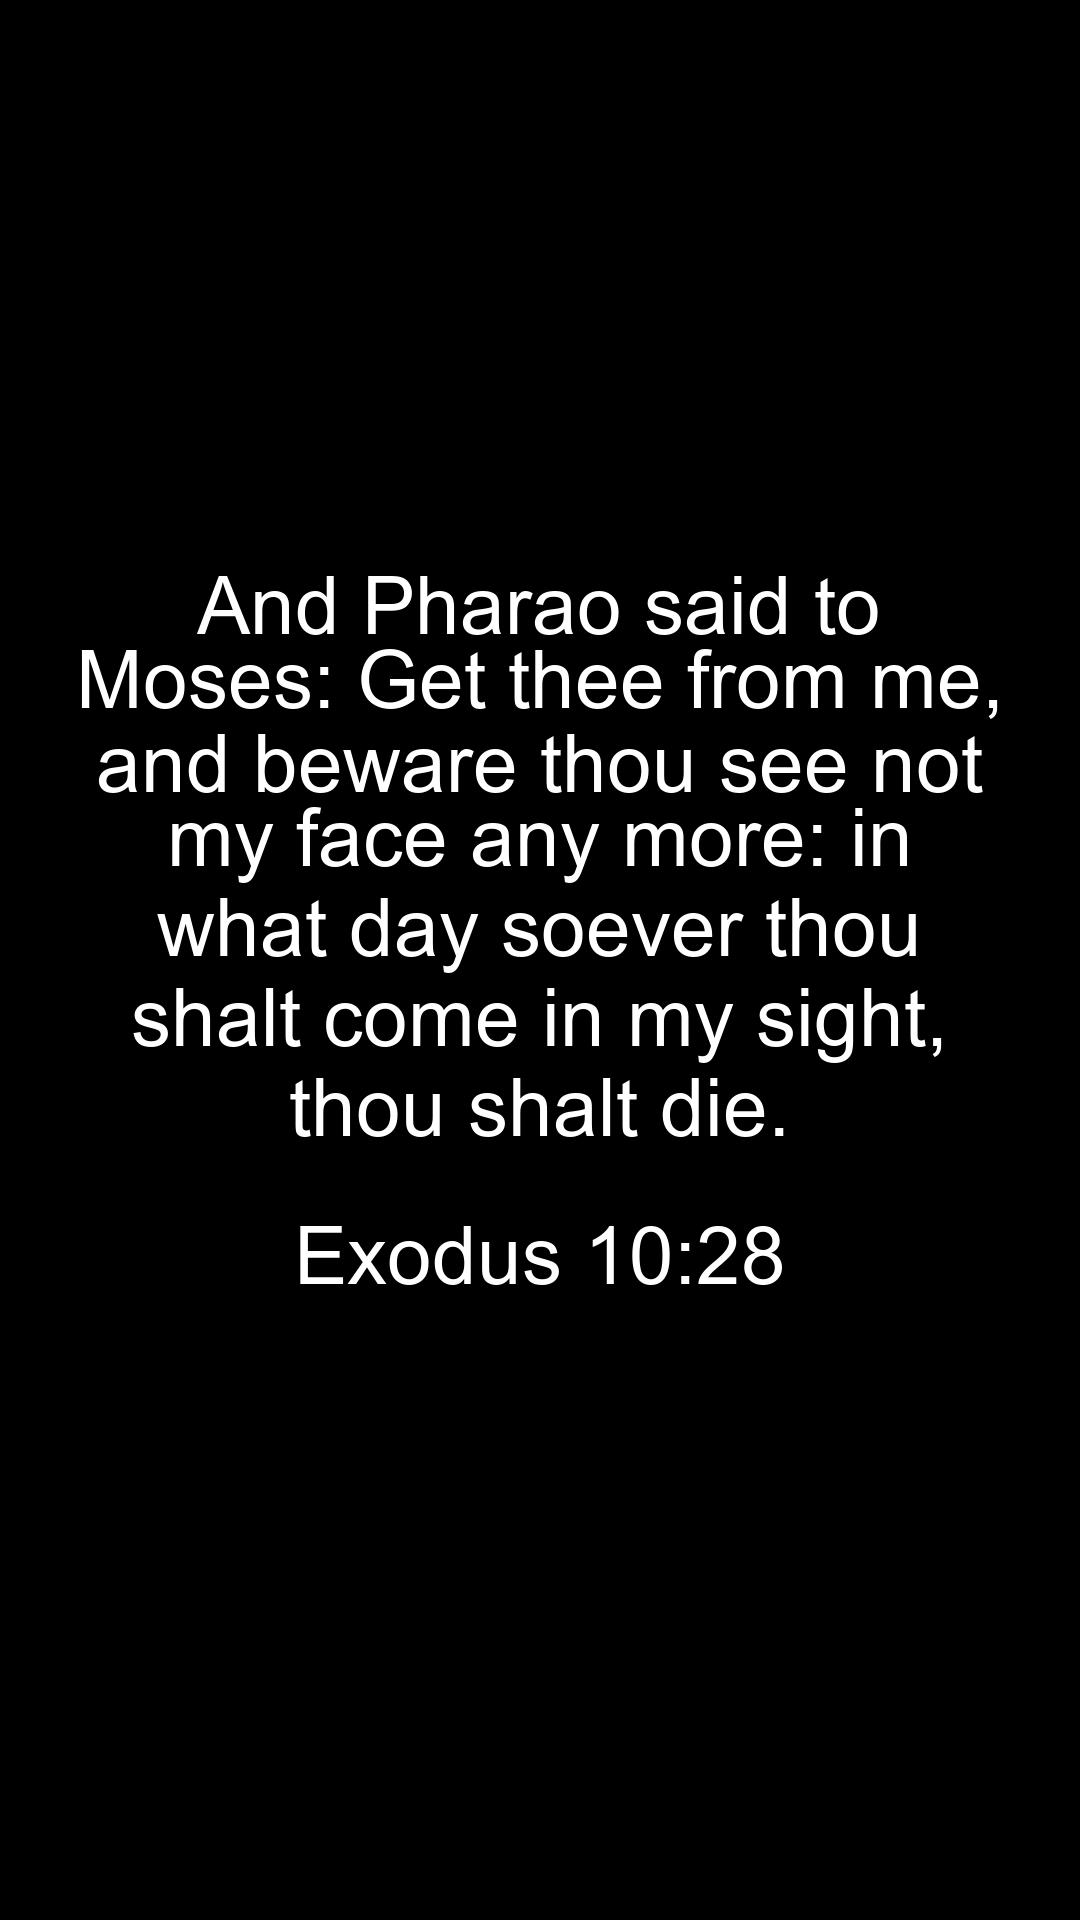 And Pharao said to
Moses: Get thee from me,
and beware thou see not
my face any more: in
what day soever thou
shalt come in my sight,
thou shalt die.
Exodus 10:28